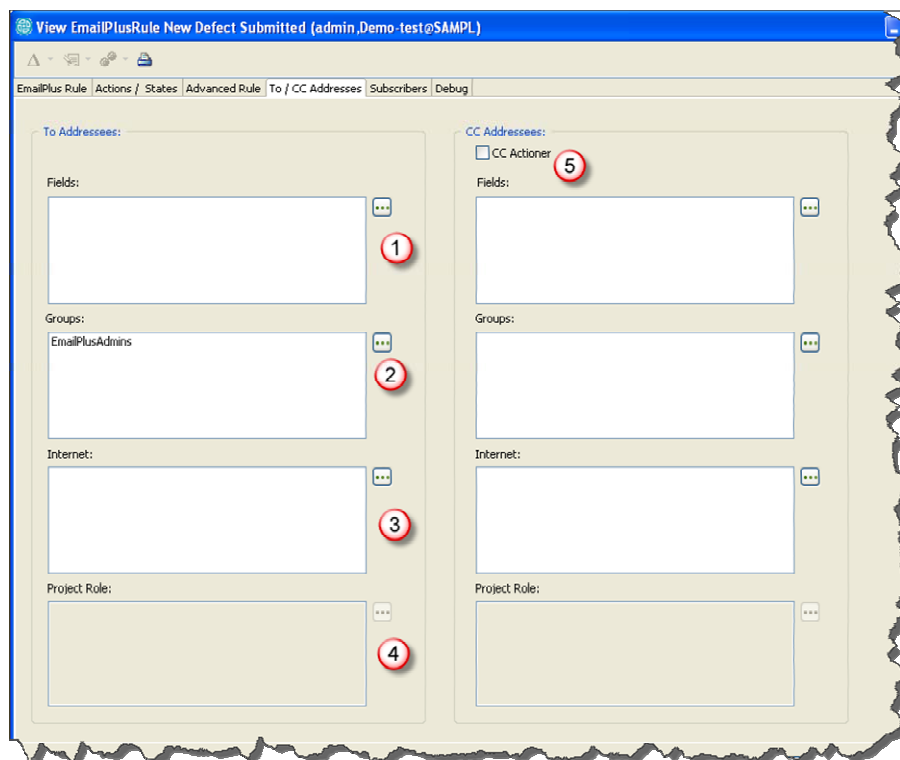 View EmailPlusRule New Defect Submitted (admin,Demo-test@SAMPL)
EmailPlus Rule Actions / States Advanced Rule To / CC Addresses Subscribers Debug
To Addressees:
Fields:
1
Groups:
EmailPlusAdmins
2
Internet:
3
Project Role:
4
CC Addressees:
CC Actioner
5
Fields:
Groups:
Internet:
Project Role: